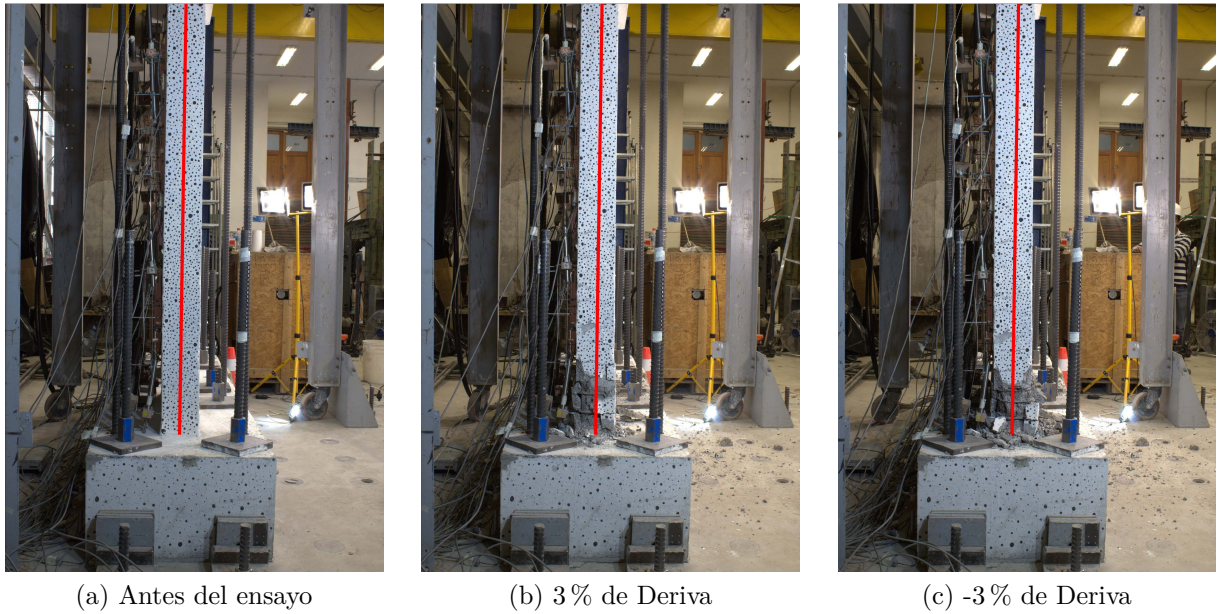 (a) Antes del ensayo
(b) 3 % de Deriva
(c) -3 % de Deriva